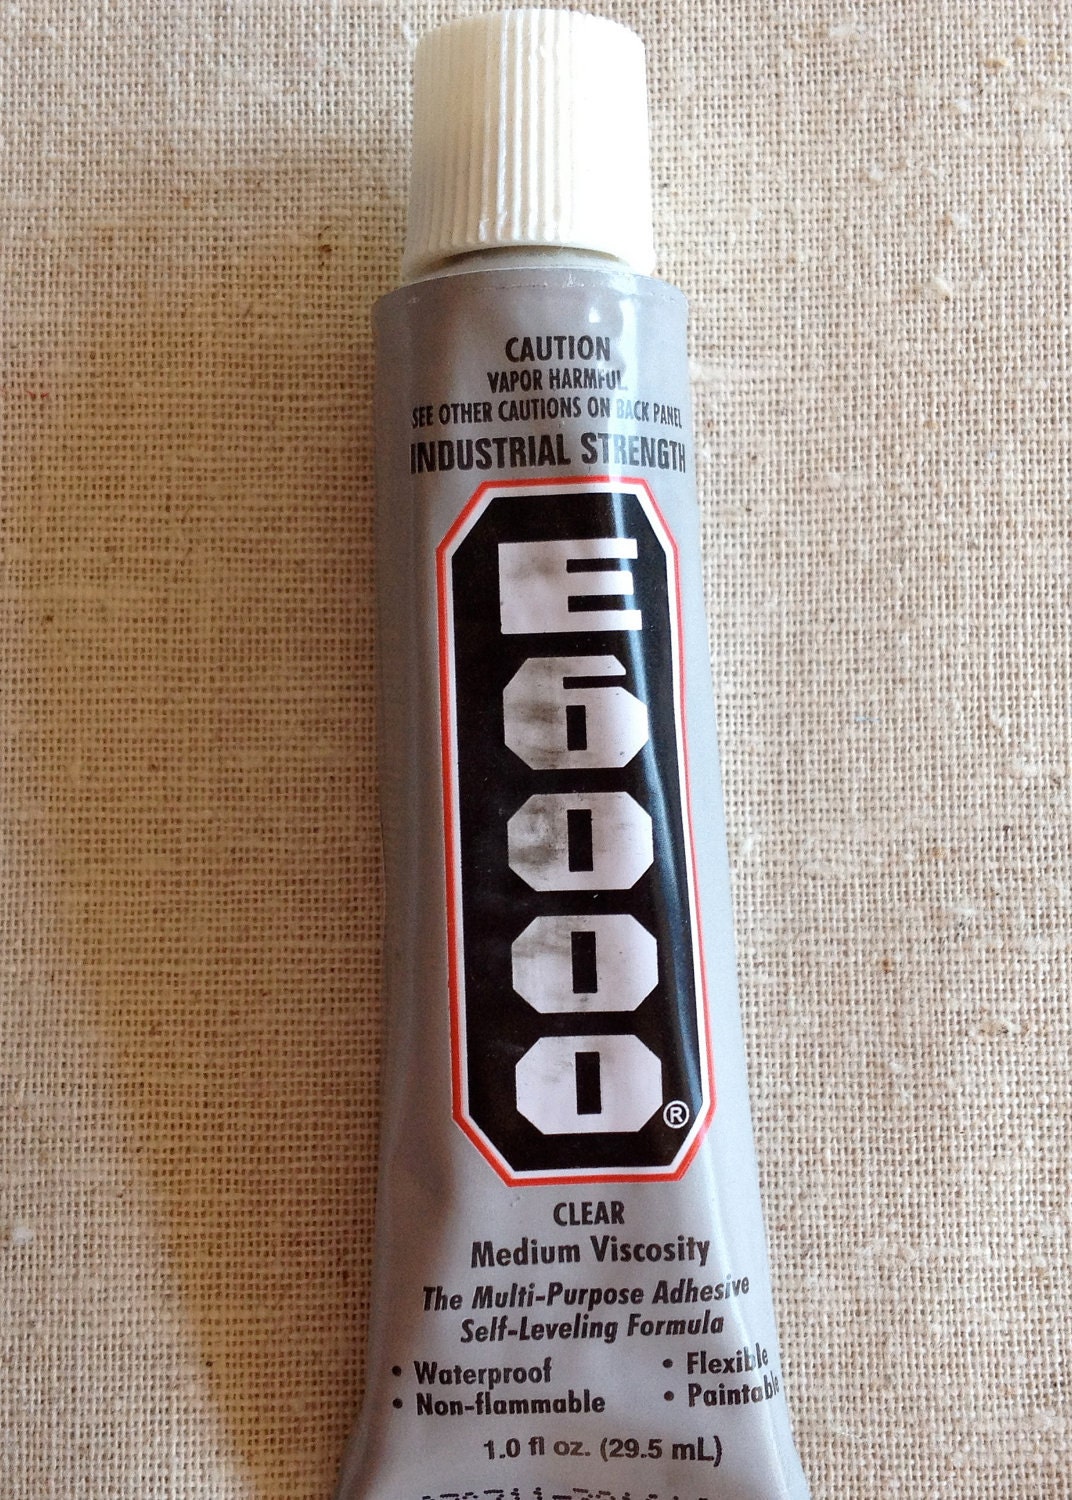 CAUTION
VAPOR HARMFUL
SEE OTHER CAUTIONS ON BACK PANEL
INDUSTRIAL STRENGTH
E6000®
CLEAR
Medium Viscosity
The Multi-Purpose Adhesive
Self-Leveling Formula
• Waterproof • Flexible
• Non-flammable • Paintable
1.0 fl oz. (29.5 mL)